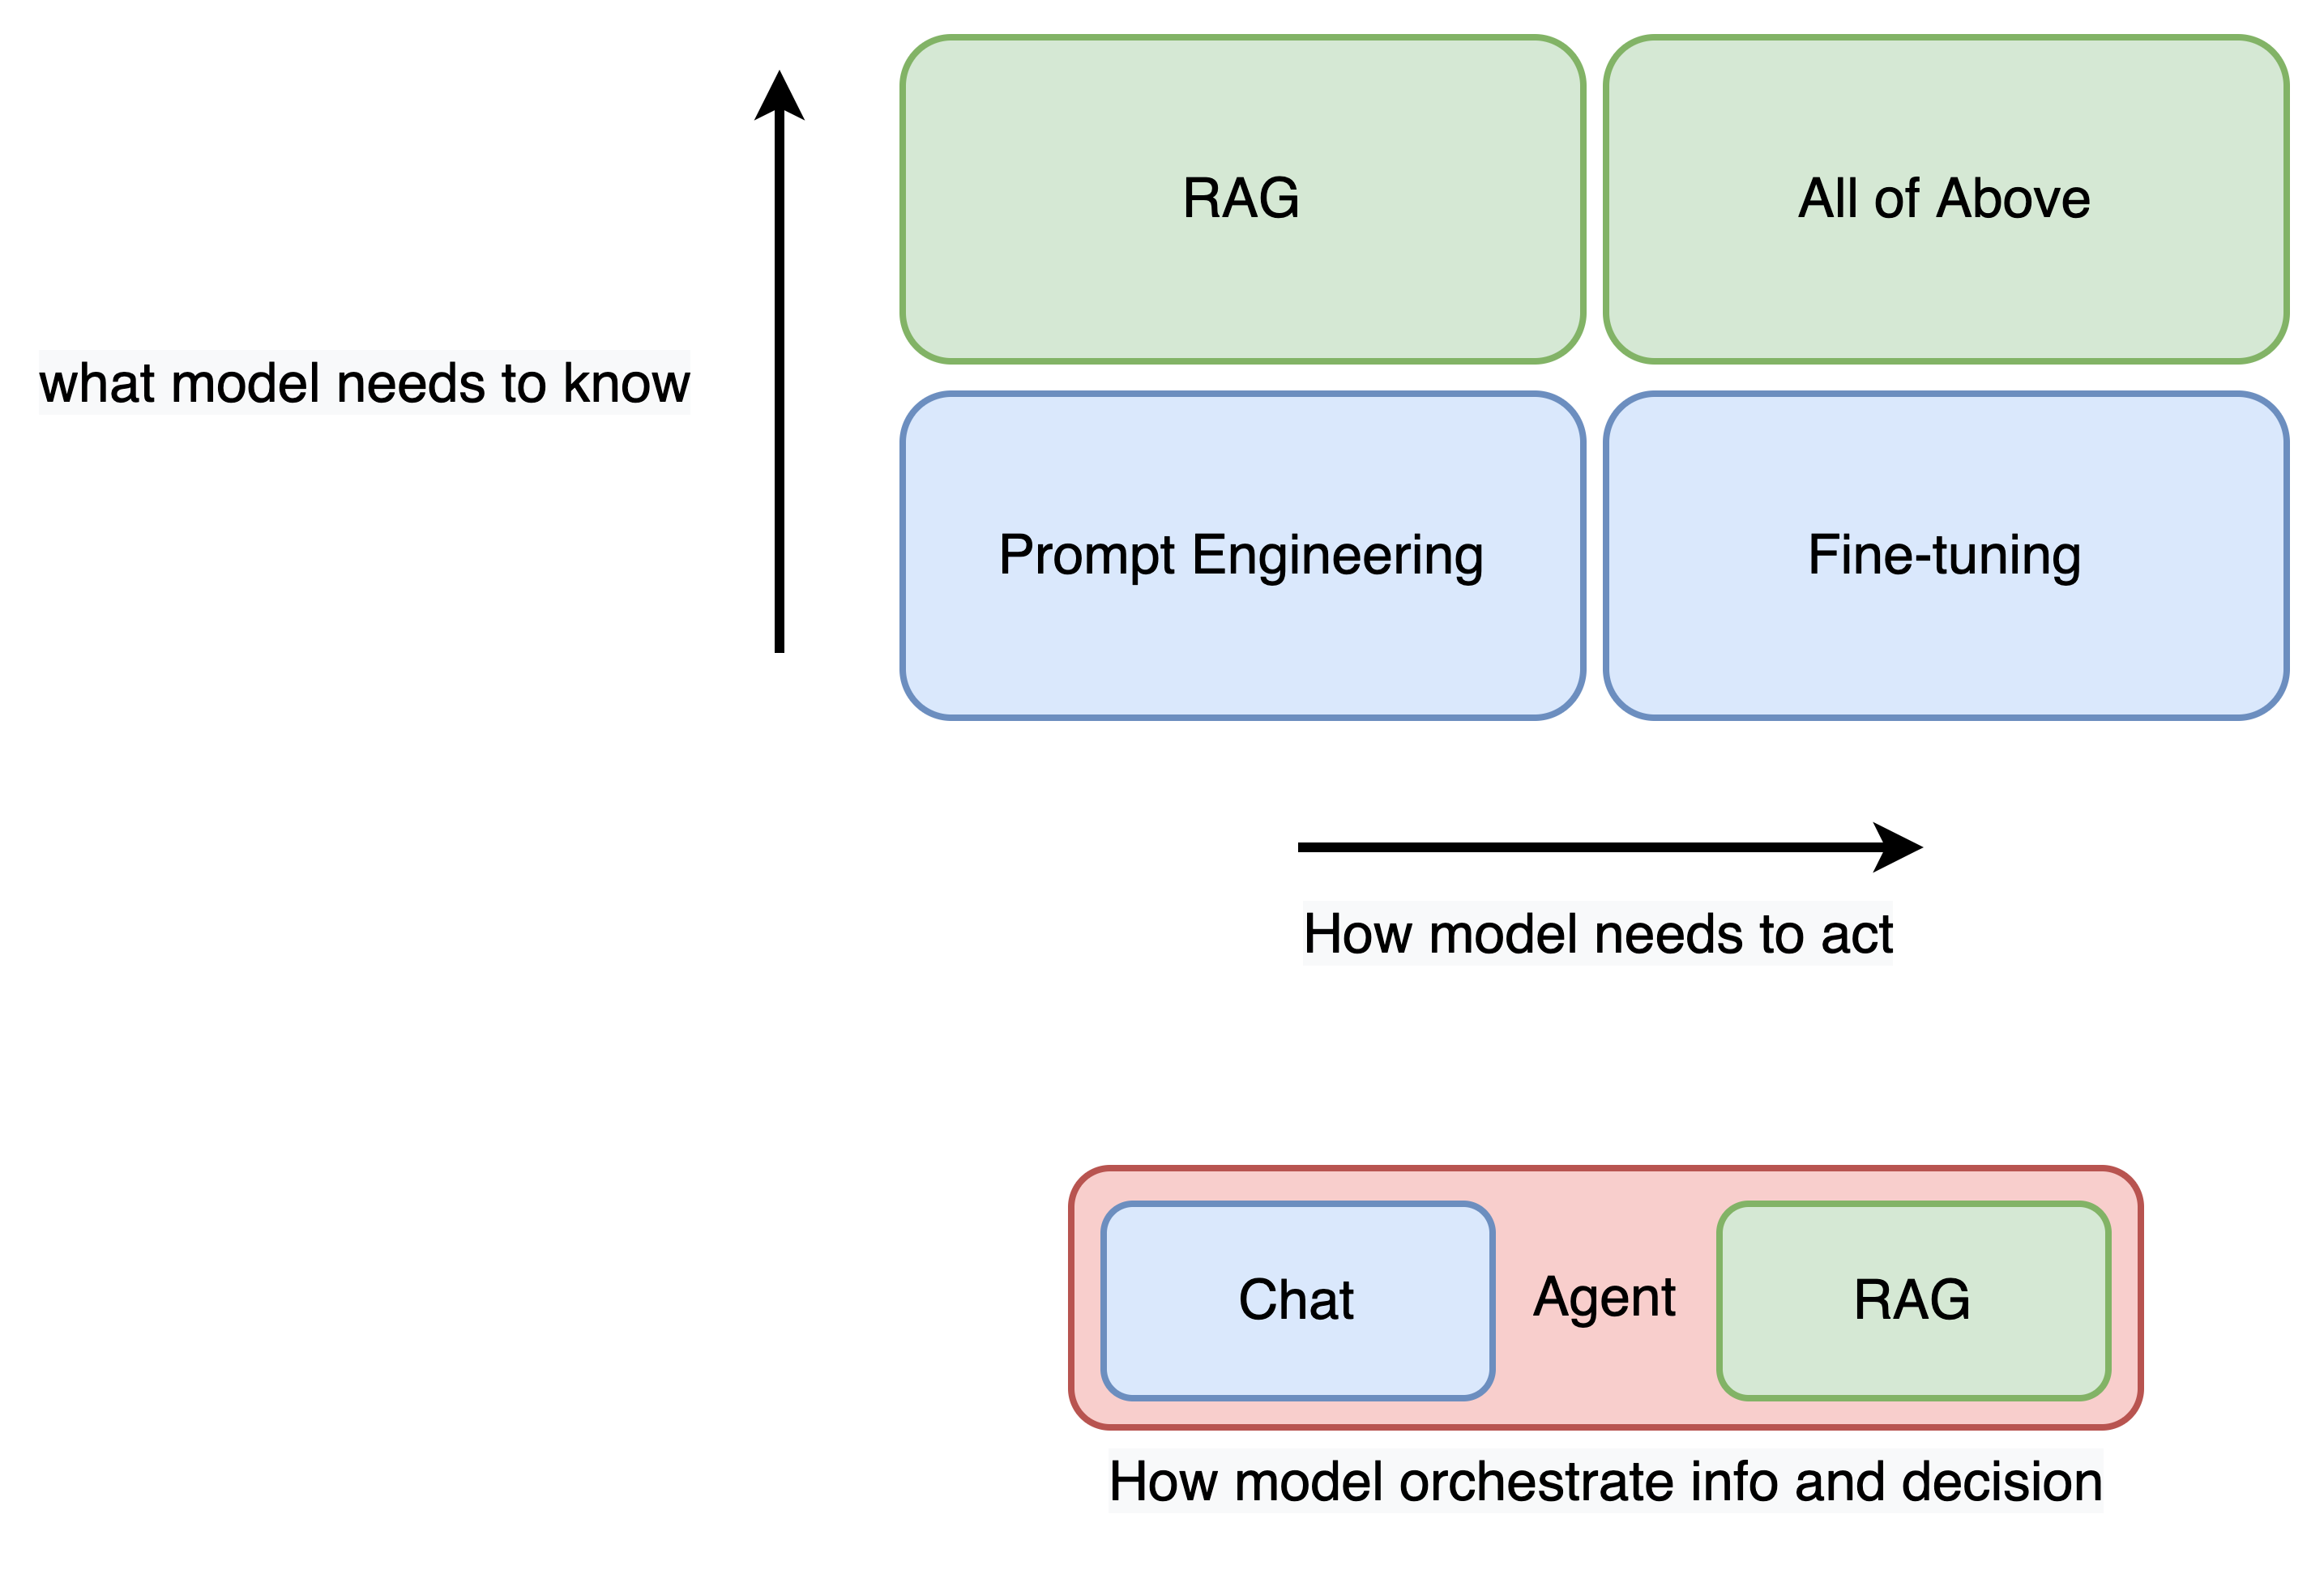 RAG
All of Above
what model needs to know
Prompt Engineering
Fine-tuning
How model needs to act
Chat
Agent
RAG
How model orchestrate info and decision